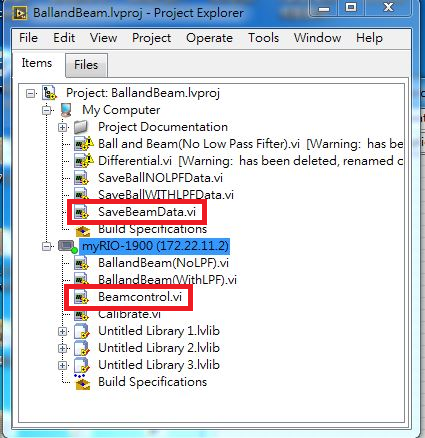 BallandBeam.lvproj - Project Explorer
File Edit View Project Operate Tools Window Help
Items Files
Project: BallandBeam.lvproj
My Computer
Project Documentation
Ball and Beam(No Low Pass Fifter).vi [Warning: has be
Differential.vi [Warning: has been deleted, renamed c
SaveBallNOLPFData.vi
SaveBallWITHLPFData.vi
SaveBeamData.vi
Build Specifications
myRIO-1900 (172.22.11.2)
BallandBeam(NoLPF).vi
BallandBeam(WithLPF).vi
Beamcontrol.vi
Calibrate.vi
Untitled Library 1.lvlib
Untitled Library 2.lvlib
Untitled Library 3.lvlib
Build Specifications